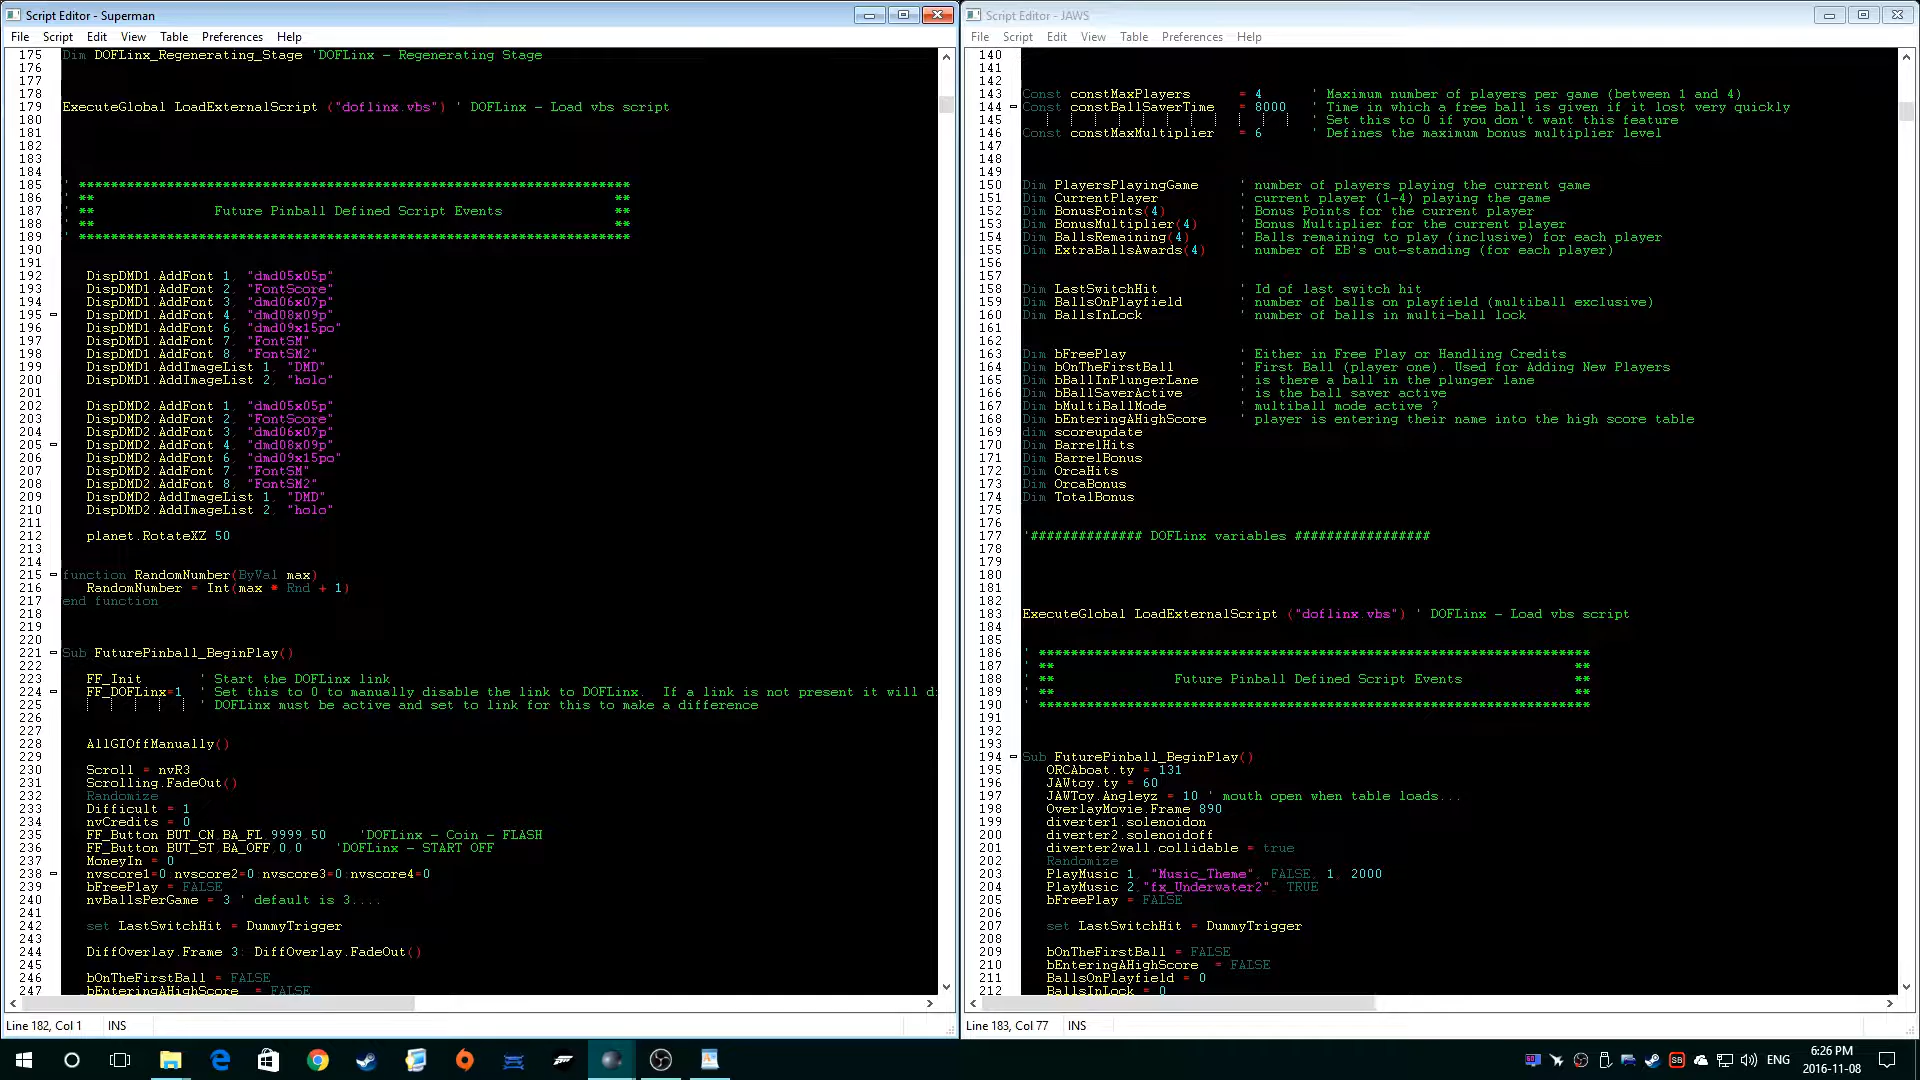 Script Editor - Superman
File Script Edit View Table Preferences Help
175 Dim DOFLinx_Regenerating_Stage 'DOFLinx - Regenerating Stage
176
177
178
179 ExecuteGlobal LoadExternalScript ("doflinx.vbs") ' DOFLinx - Load vbs script
180
181
182
183
184
185 ' *********************************************************************
186 ' ** **
187 ' ** Future Pinball Defined Script Events **
188 ' ** **
189 ' *********************************************************************
190
191
192 DispDMD1.AddFont 1, "dmd05x05p"
193 DispDMD1.AddFont 2, "FontScore"
194 DispDMD1.AddFont 3, "dmd06x07p"
195 DispDMD1.AddFont 4, "dmd08x09p"
196 DispDMD1.AddFont 6, "dmd09x15po"
197 DispDMD1.AddFont 7, "FontSM"
198 DispDMD1.AddFont 8, "FontSM2"
199 DispDMD1.AddImageList 1, "DMD"
200 DispDMD1.AddImageList 2, "holo"
201
202 DispDMD2.AddFont 1, "dmd05x05p"
203 DispDMD2.AddFont 2, "FontScore"
204 DispDMD2.AddFont 3, "dmd06x07p"
205 DispDMD2.AddFont 4, "dmd08x09p"
206 DispDMD2.AddFont 6, "dmd09x15po"
207 DispDMD2.AddFont 7, "FontSM"
208 DispDMD2.AddFont 8, "FontSM2"
209 DispDMD2.AddImageList 1, "DMD"
210 DispDMD2.AddImageList 2, "holo"
211
212 planet.RotateXZ 50
213
214
215 function RandomNumber(ByVal max)
216 RandomNumber = Int(max * Rnd + 1)
217 end function
218
219
220
221 Sub FuturePinball_BeginPlay()
222
223 FF_Init ' Start the DOFLinx link
224 FF_DOFLinx=1 ' Set this to 0 to manually disable the link to DOFLinx. If a link is not present it will d
225 ' DOFLinx must be active and set to link for this to make a difference
226
227
228 AllGIOffManually()
229
230 Scroll = nvR3
231 Scrolling.FadeOut()
232 Randomize
233 Difficult = 1
234 nvCredits = 0
235 FF_Button BUT_CN,BA_FL,9999,50 'DOFLinx - Coin - FLASH
236 FF_Button BUT_ST,BA_OFF,0,0 'DOFLinx - START OFF
237 MoneyIn = 0
238 nvscore1=0:nvscore2=0:nvscore3=0:nvscore4=0
239 bFreePlay = FALSE
240 nvBallsPerGame = 3 ' default is 3....
241
242 set LastSwitchHit = DummyTrigger
243
244 DiffOverlay.Frame 3: DiffOverlay.FadeOut()
245
246 bOnTheFirstBall = FALSE
247 bEnteringAHighScore = FALSE
Line 182, Col 1 INS
Script Editor - JAWS
File Script Edit View Table Preferences Help
140
141
142
143 Const constMaxPlayers = 4 ' Maximum number of players per game (between 1 and 4)
144 Const constBallSaverTime = 8000 ' Time in which a free ball is given if it lost very quickly
145 ' Set this to 0 if you don't want this feature
146 Const constMaxMultiplier = 6 ' Defines the maximum bonus multiplier level
147
148
149
150 Dim PlayersPlayingGame ' number of players playing the current game
151 Dim CurrentPlayer ' current player (1-4) playing the game
152 Dim BonusPoints(4) ' Bonus Points for the current player
153 Dim BonusMultiplier(4) ' Bonus Multiplier for the current player
154 Dim BallsRemaining(4) ' Balls remaining to play (inclusive) for each player
155 Dim ExtraBallsAwards(4) ' number of EB's out-standing (for each player)
156
157
158 Dim LastSwitchHit ' Id of last switch hit
159 Dim BallsOnPlayfield ' number of balls on playfield (multiball exclusive)
160 Dim BallsInLock ' number of balls in multi-ball lock
161
162
163 Dim bFreePlay ' Either in Free Play or Handling Credits
164 Dim bOnTheFirstBall ' First Ball (player one). Used for Adding New Players
165 Dim bBallInPlungerLane ' is there a ball in the plunger lane
166 Dim bBallSaverActive ' is the ball saver active
167 Dim bMultiBallMode ' multiball mode active ?
168 Dim bEnteringAHighScore ' player is entering their name into the high score table
169 dim scoreupdate
170 Dim BarrelHits
171 Dim BarrelBonus
172 Dim OrcaHits
173 Dim OrcaBonus
174 Dim TotalBonus
175
176
177 '############## DOFLinx variables #################
178
179
180
181
182
183 ExecuteGlobal LoadExternalScript ("doflinx.vbs") ' DOFLinx - Load vbs script
184
185
186 ' *********************************************************************
187 ' ** **
188 ' ** Future Pinball Defined Script Events **
189 ' ** **
190 ' *********************************************************************
191
192
193
194 Sub FuturePinball_BeginPlay()
195 ORCAboat.ty = 131
196 JAWtoy.ty = 60
197 JAWToy.Angleyz = 10 ' mouth open when table loads...
198 OverlayMovie.Frame 890
199 diverter1.solenoidon
200 diverter2.solenoidoff
201 diverter2wall.collidable = true
202 Randomize
203 PlayMusic 1, "Music_Theme", FALSE, 1, 2000
204 PlayMusic 2,"fx_Underwater2", TRUE
205 bFreePlay = FALSE
206
207 set LastSwitchHit = DummyTrigger
208
209 bOnTheFirstBall = FALSE
210 bEnteringAHighScore = FALSE
211 BallsOnPlayfield = 0
212 BallsInLock = 0
Line 183, Col 77 INS
ENG
6:26 PM
2016-11-08